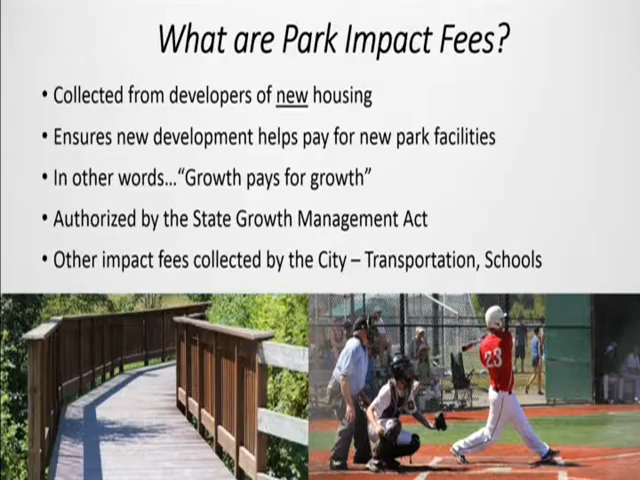 What are Park Impact Fees?
• Collected from developers of new housing
• Ensures new development helps pay for new park facilities
• In other words…“Growth pays for growth”
• Authorized by the State Growth Management Act
• Other impact fees collected by the City – Transportation, Schools
23